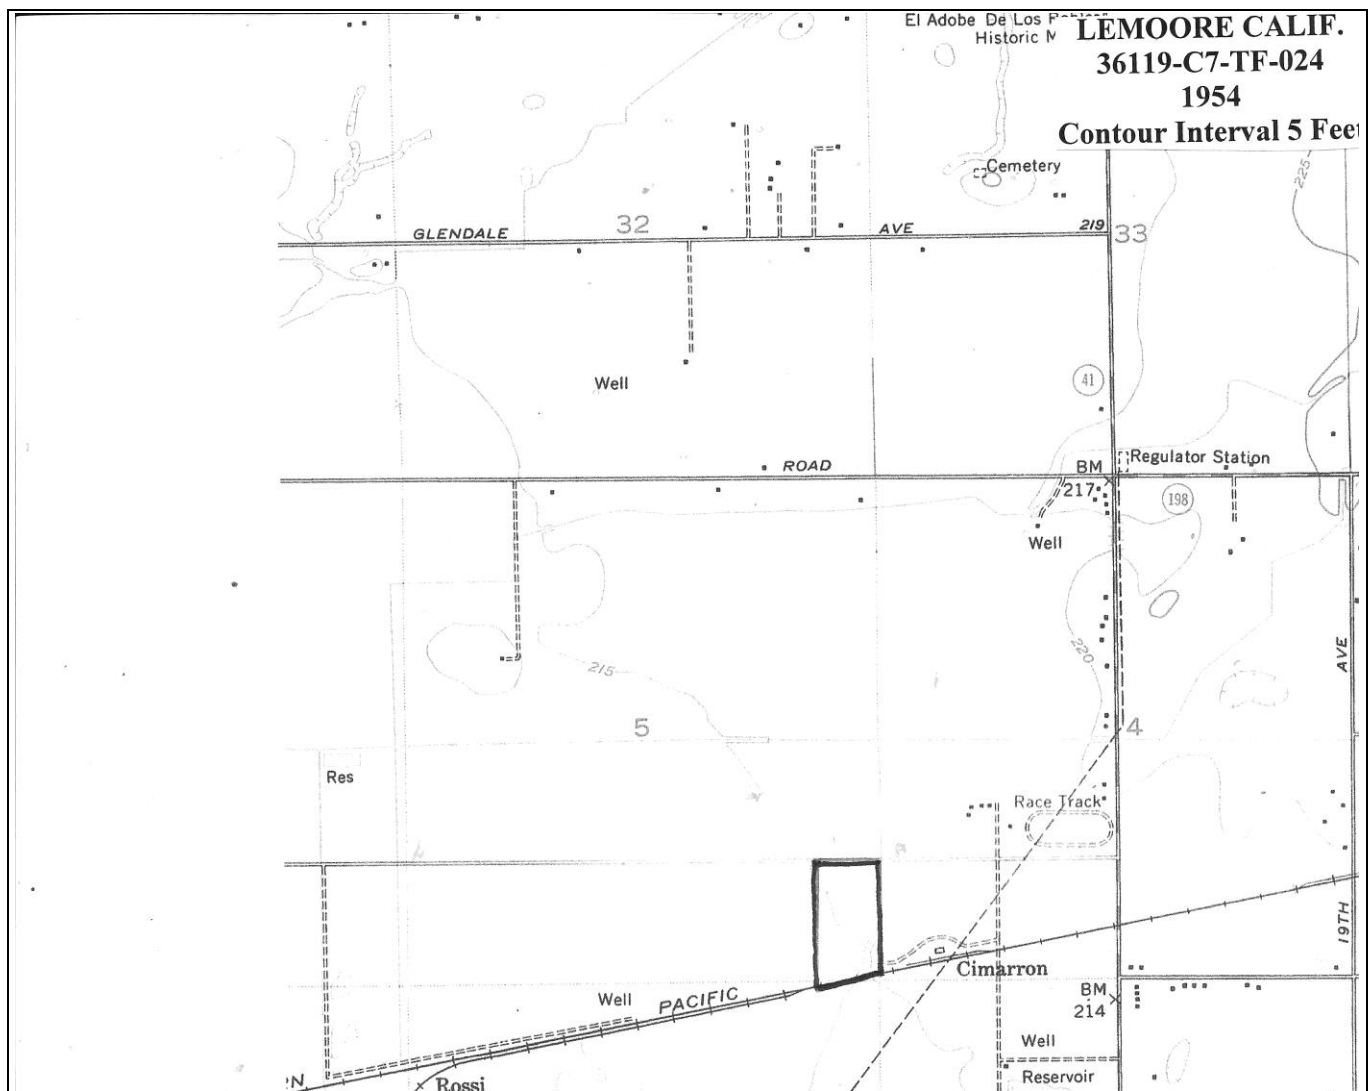 El Adobe De Los
Historic M
LEMOORE CALIF.
36119-C7-TF-024
1954
Contour Interval 5 Feet
Cemetery
225
GLENDALE
32
AVE
219
33
Well
41
ROAD
BM
217
Regulator Station
198
Well
215
220
AVE
5
4
Res
Race Track
19TH
Cimarron
Well
PACIFIC
BM
214
Well
Reservoir
Rossi